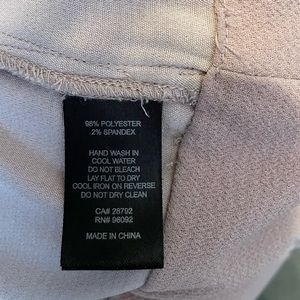 98% POLYESTER
2% SPANDEX
HAND WASH IN
COOL WATER
DO NOT BLEACH
LAY FLAT TO DRY
COOL IRON ON REVERSE
DO NOT DRY CLEAN
CA# 28792
RN# 96092
MADE IN CHINA